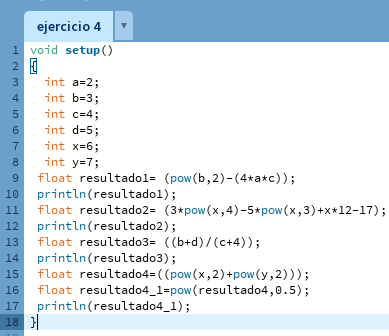 ejercicio 4
1 void setup()
2 {
3 int a=2;
4 int b=3;
5 int c=4;
6 int d=5;
7 int x=6;
8 int y=7;
9 float resultado1= (pow(b,2)-(4*a*c));
10 println(resultado1);
11 float resultado2= (3*pow(x,4)-5*pow(x,3)+x*12-17);
12 println(resultado2);
13 float resultado3= ((b+d)/(c+4));
14 println(resultado3);
15 float resultado4=((pow(x,2)+pow(y,2)));
16 float resultado4_1=pow(resultado4,0.5);
17 println(resultado4_1);
18 }